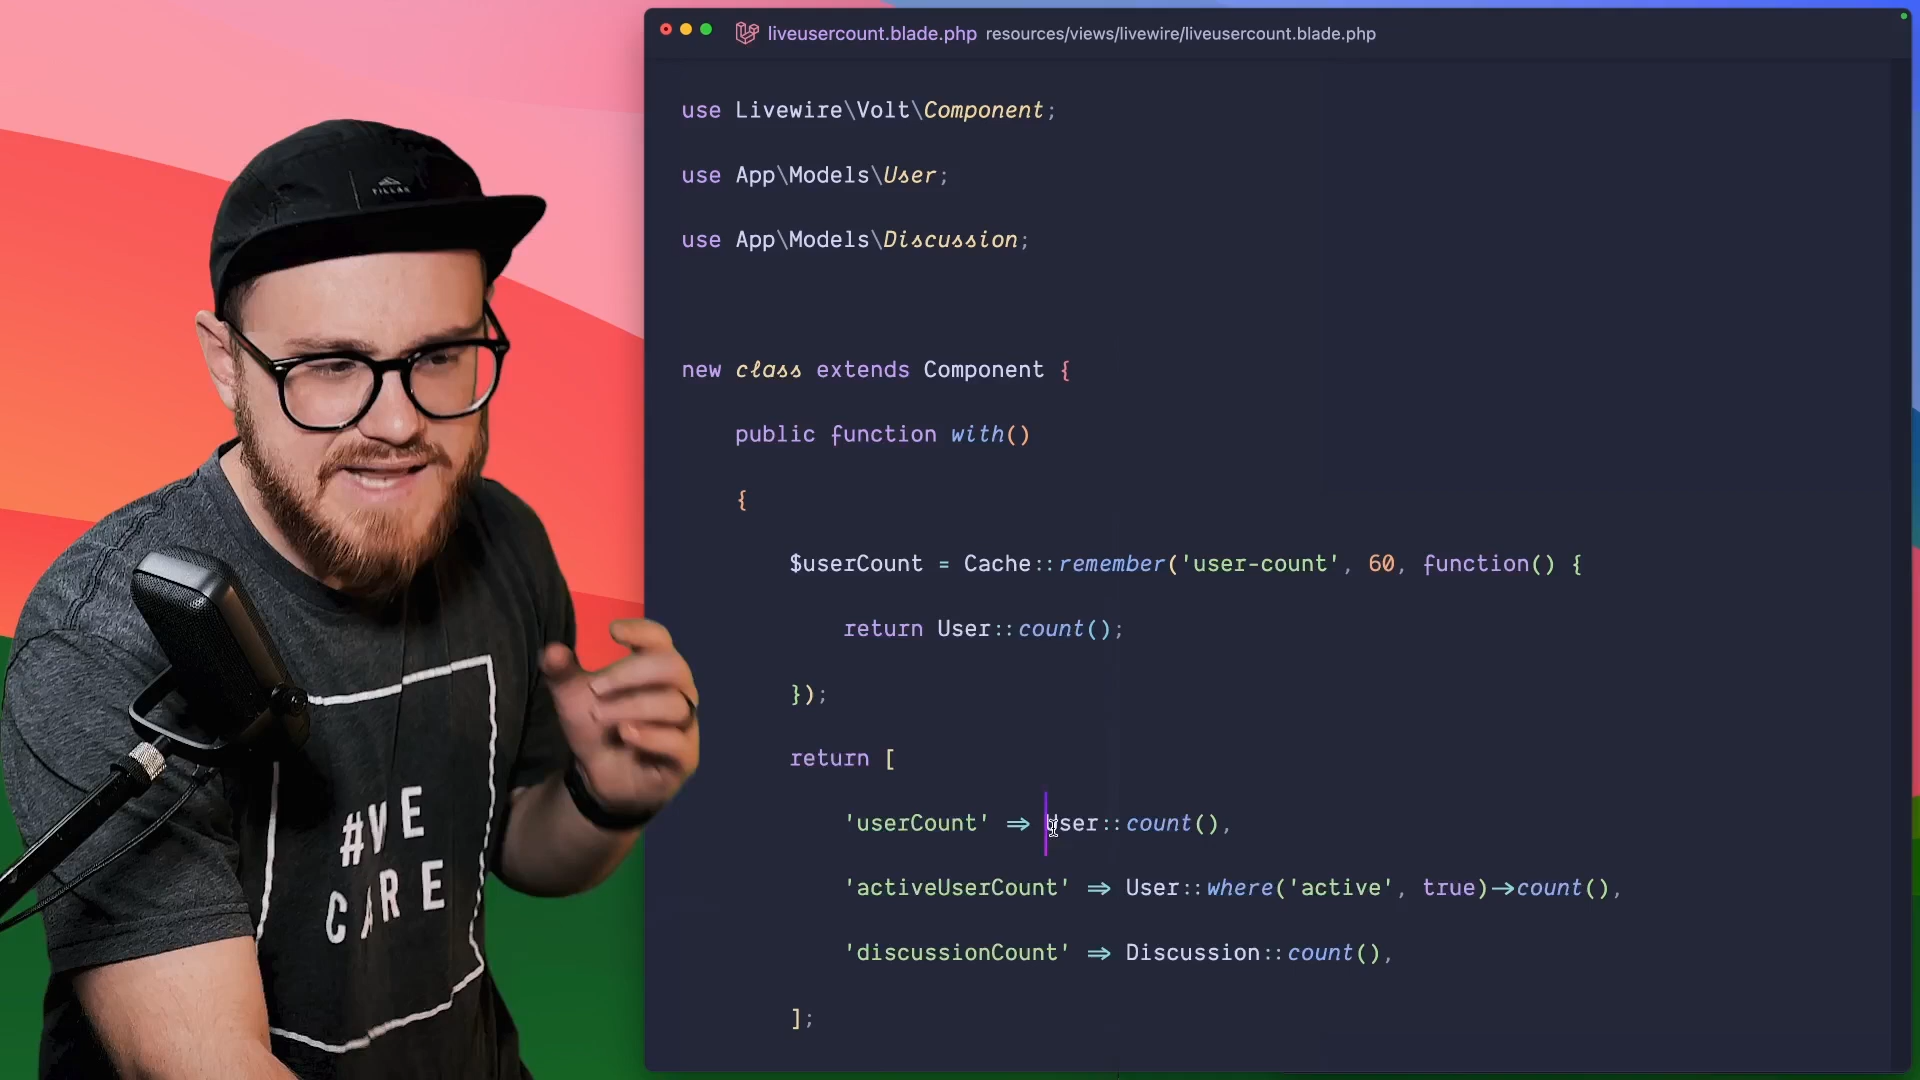 liveusercount.blade.php resources/views/livewire/liveusercount.blade.php
use Livewire\Volt\Component;
use App\Models\User;
use App\Models\Discussion;
new class extends Component {
public function with()
{
$userCount = Cache::remember('user-count', 60, function() {
return User::count();
});
return [
'userCount' => User::count(),
'activeUserCount' => User::where('active', true)->count(),
'discussionCount' => Discussion::count(),
];
TILLAK
#WE
CARE